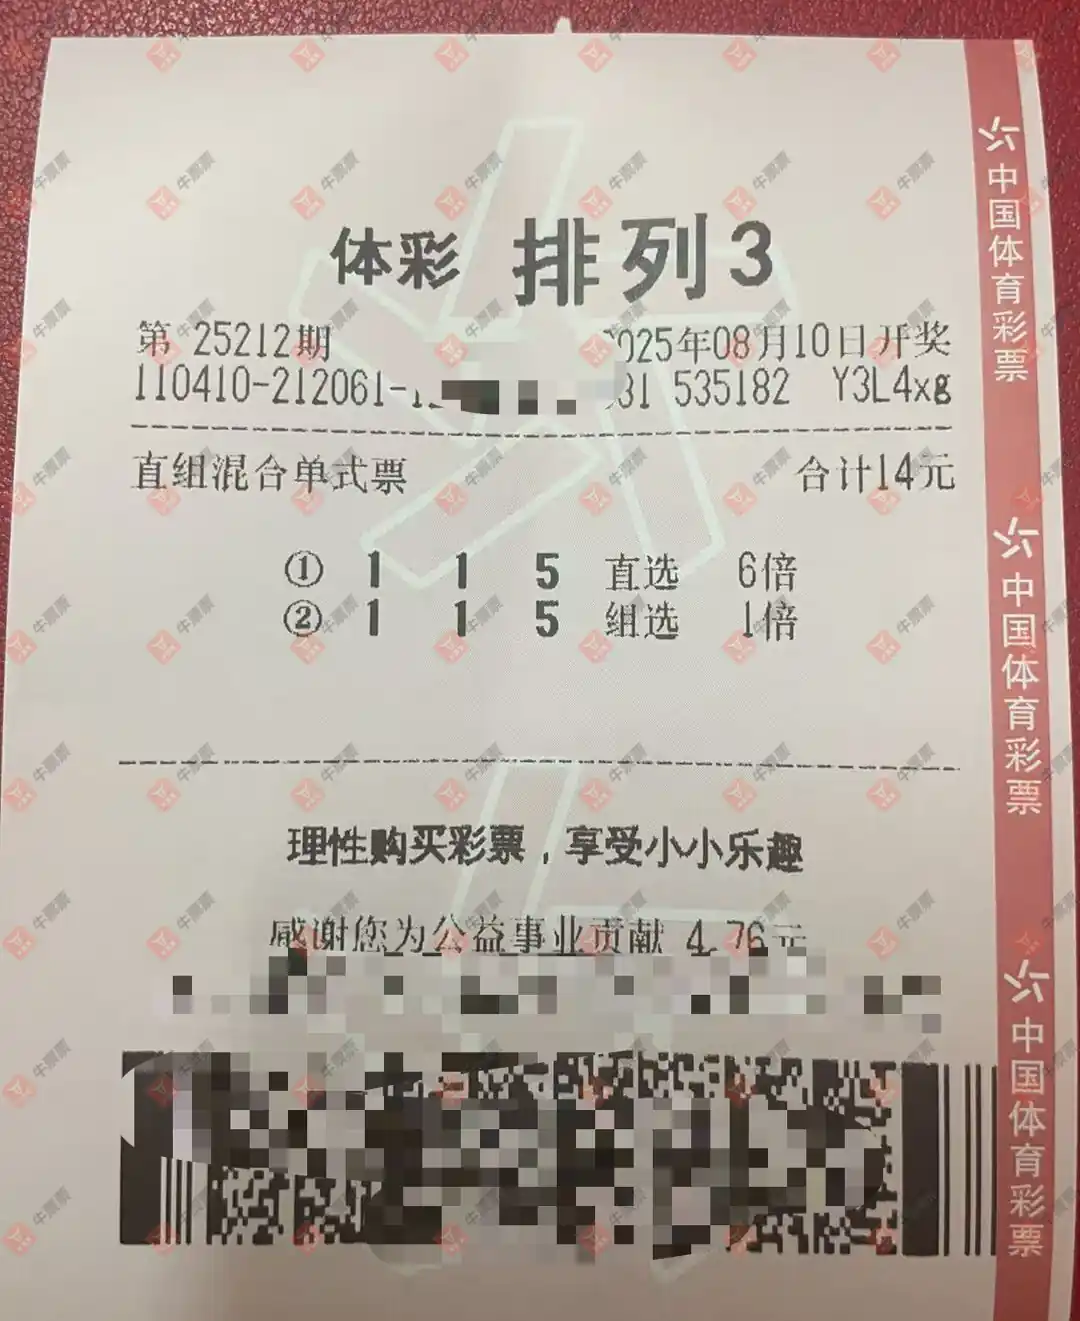 体彩 排列3
第 25212期 2025年08月10日开奖
110410-212061-1 31 535182 Y3L4xg
直组混合单式票 合计14元
① 1 1 5 直选 6倍
② 1 1 5 组选 1倍
理性购买彩票，享受小小乐趣
感谢您为公益事业贡献 4.76元
中国体育彩票
中国体育彩票
中国体育彩票
牛票票